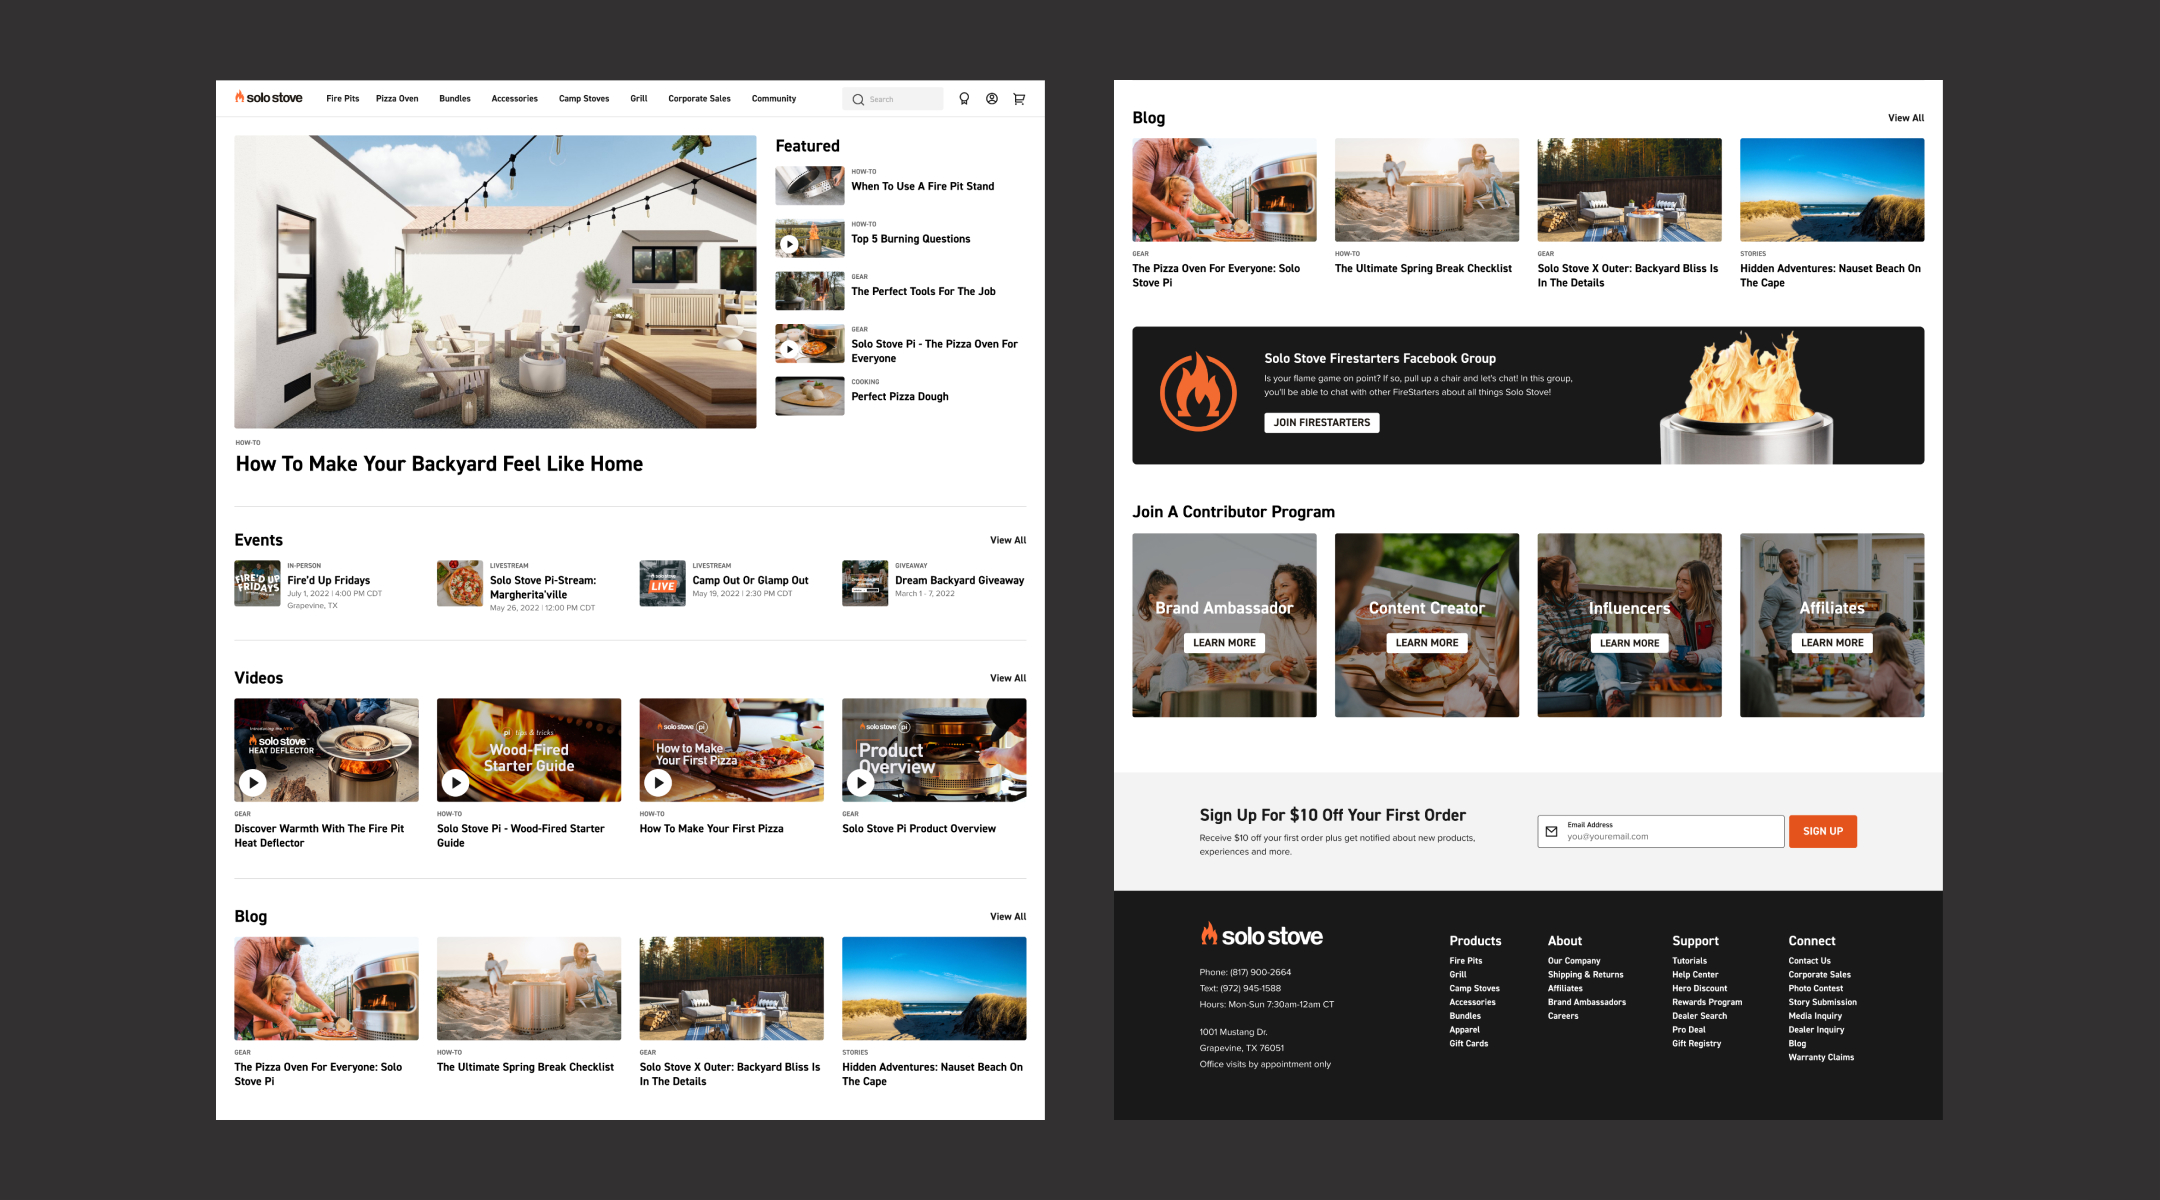 solo stove
Fire Pits
Pizza Oven
Bundles
Accessories
Camp Stoves
Grill
Corporate Sales
Community
Search
HOW-TO
How To Make Your Backyard Feel Like Home
Featured
HOW-TO
When To Use A Fire Pit Stand
HOW-TO
Top 5 Burning Questions
GEAR
The Perfect Tools For The Job
GEAR
Solo Stove Pi - The Pizza Oven For
Everyone
COOKING
Perfect Pizza Dough
Events
View All
FIRE'D UP
FRIDAYS
IN-PERSON
Fire'd Up Fridays
July 1, 2022 | 4:00 PM CDT
Grapevine, TX
LIVESTREAM
Solo Stove Pi-Stream:
Margherita'ville
May 26, 2022 | 12:00 PM CDT
LIVE
LIVESTREAM
Camp Out Or Glamp Out
May 19, 2022 | 2:30 PM CDT
GIVEAWAY
Dream Backyard Giveaway
March 1 - 7, 2022
Videos
View All
Introducing the NEW
solo stove
HEAT DEFLECTOR
GEAR
Discover Warmth With The Fire Pit
Heat Deflector
pi tips & tricks
Wood-Fired
Starter Guide
HOW-TO
Solo Stove Pi - Wood-Fired Starter
Guide
solo stove pi
How to Make
Your First Pizza
HOW-TO
How To Make Your First Pizza
solo stove pi
Product
Overview
GEAR
Solo Stove Pi Product Overview
Blog
View All
GEAR
The Pizza Oven For Everyone: Solo
Stove Pi
HOW-TO
The Ultimate Spring Break Checklist
GEAR
Solo Stove X Outer: Backyard Bliss Is
In The Details
STORIES
Hidden Adventures: Nauset Beach On
The Cape
Blog
View All
GEAR
The Pizza Oven For Everyone: Solo
Stove Pi
HOW-TO
The Ultimate Spring Break Checklist
GEAR
Solo Stove X Outer: Backyard Bliss Is
In The Details
STORIES
Hidden Adventures: Nauset Beach On
The Cape
Solo Stove Firestarters Facebook Group
Is your flame game on point? If so, pull up a chair and let's chat! In this group,
you'll be able to chat with other FireStarters about all things Solo Stove!
JOIN FIRESTARTERS
Join A Contributor Program
Brand Ambassador
LEARN MORE
Content Creator
LEARN MORE
Influencers
LEARN MORE
Affiliates
LEARN MORE
Sign Up For $10 Off Your First Order
Receive $10 off your first order plus get notified about new products,
experiences and more.
Email Address
you@youremail.com
SIGN UP
solo stove
Phone: (817) 900-2664
Text: (972) 945-1588
Hours: Mon-Sun 7:30am-12am CT
1001 Mustang Dr.
Grapevine, TX 76051
Office visits by appointment only
Products
Fire Pits
Grill
Camp Stoves
Accessories
Bundles
Apparel
Gift Cards
About
Our Company
Shipping & Returns
Affiliates
Brand Ambassadors
Careers
Support
Tutorials
Help Center
Hero Discount
Rewards Program
Dealer Search
Pro Deal
Gift Registry
Connect
Contact Us
Corporate Sales
Photo Contest
Story Submission
Media Inquiry
Dealer Inquiry
Blog
Warranty Claims